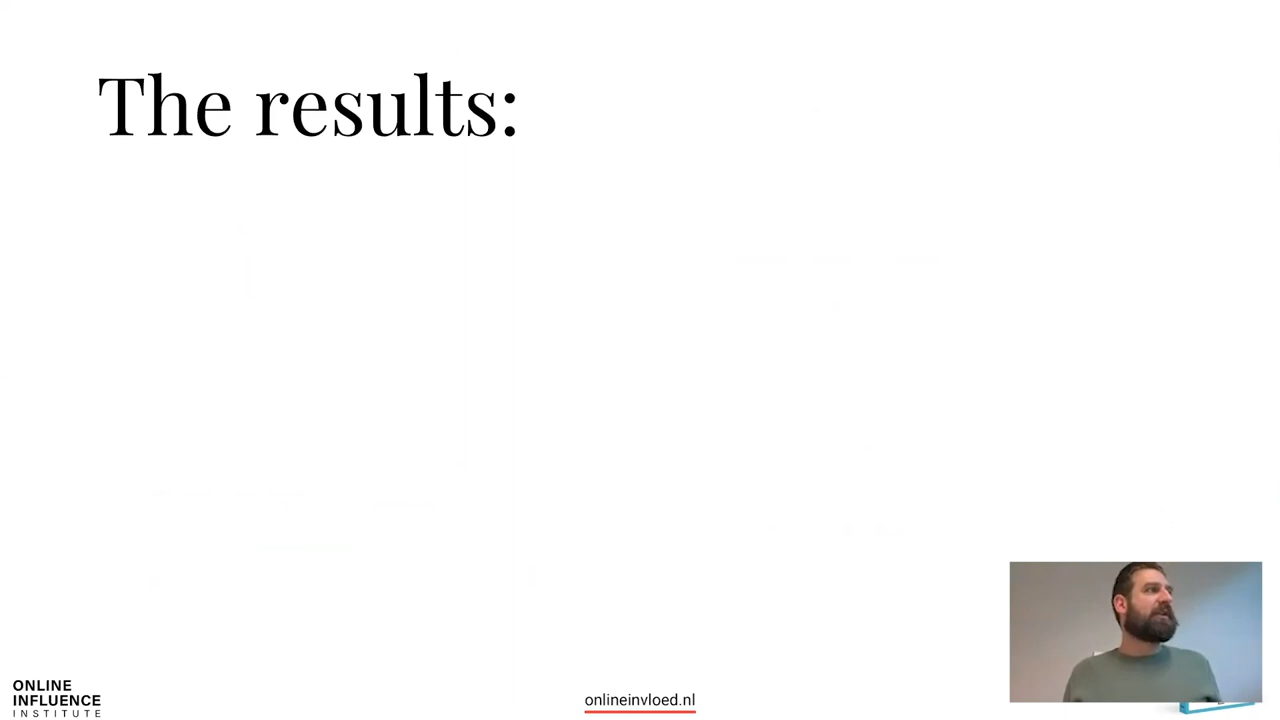 The results:
ONLINE
INFLUENCE
INSTITUTE
onlineinvloed.nl